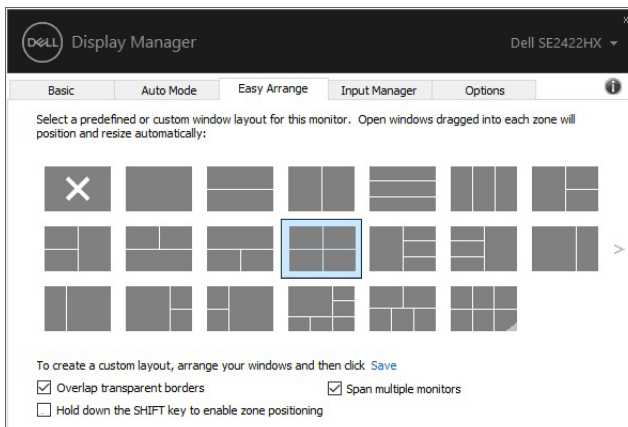 DELL Display Manager Dell SE2422HX
Basic Auto Mode Easy Arrange Input Manager Options
Select a predefined or custom window layout for this monitor. Open windows dragged into each zone will
position and resize automatically:
To create a custom layout, arrange your windows and then click Save
Overlap transparent borders Span multiple monitors
Hold down the SHIFT key to enable zone positioning